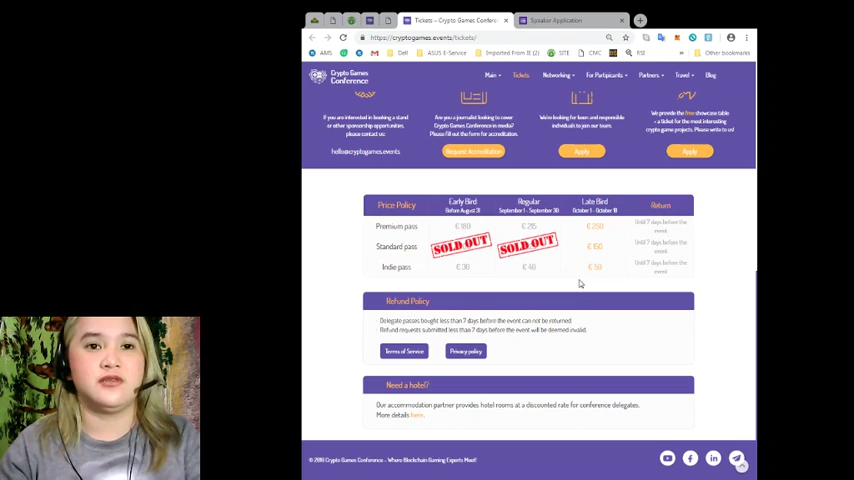 Tickets – Crypto Games Conferen
Speaker Application
https://cryptogames.events/tickets/
AMS
Dell
ASUS E-Service
Imported From IE (2)
SITE
CMC
RSI
Other bookmarks
Crypto Games
Conference
Main
Tickets
Networking
For Partipicants
Partners
Travel
Blog
If you are interested in booking a stand
or other sponsorship opportunities,
please contact us:
hello@cryptogames.events
Are you a journalist looking to cover
Crypto Games Conference in media?
Please fill out the form for accreditation.
Request Accreditation
We're looking for team and responsible
individuals to join our team.
Apply
We provide the free showcase table
- a ticket for the most interesting
crypto game projects. Please write to us!
Apply
Price Policy
Early Bird
Before August 31
Regular
September 1 - September 30
Late Bird
October 1 - October 18
Return
Premium pass € 180 € 215 € 250 Until 7 days before the event
Standard pass SOLD OUT SOLD OUT € 150 Until 7 days before the event
Indie pass € 30 € 40 € 50 Until 7 days before the event
Refund Policy
Delegate passes bought less than 7 days before the event can not be returned.
Refund requests submitted less than 7 days before the event will be deemed invalid.
Terms of Service
Privacy policy
Need a hotel?
Our accommodation partner provides hotel rooms at a discounted rate for conference delegates.
More details here.
© 2018 Crypto Games Conference - Where Blockchain Gaming Experts Meet!